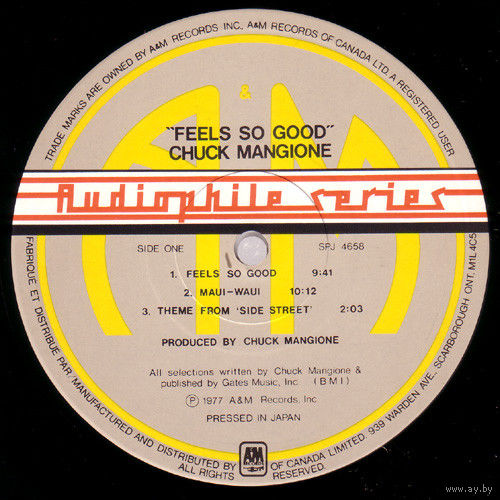 TRADE MARKS ARE OWNED BY A&M RECORDS INC., A&M RECORDS OF CANADA LTD. A REGISTERED USER
&
"FEELS SO GOOD"
CHUCK MANGIONE
Audiophile series
SIDE ONE SPJ 4658
1. FEELS SO GOOD 9:41
2. MAUI-WAUI 10:12
3. THEME FROM 'SIDE STREET' 2:03
PRODUCED BY CHUCK MANGIONE
All selections written by Chuck Mangione &
published by Gates Music, Inc (BMI)
Ⓟ 1977 A&M Records, Inc
PRESSED IN JAPAN
FABRIQUE ET DISTRIBUE PAR/MANUFACTURED AND DISTRIBUTED BY A&M RECORDS OF CANADA LIMITED. 939 WARDEN AVE., SCARBOROUGH ONT. M1L4C5
ALL RIGHTS RESERVED.
www.ay.by